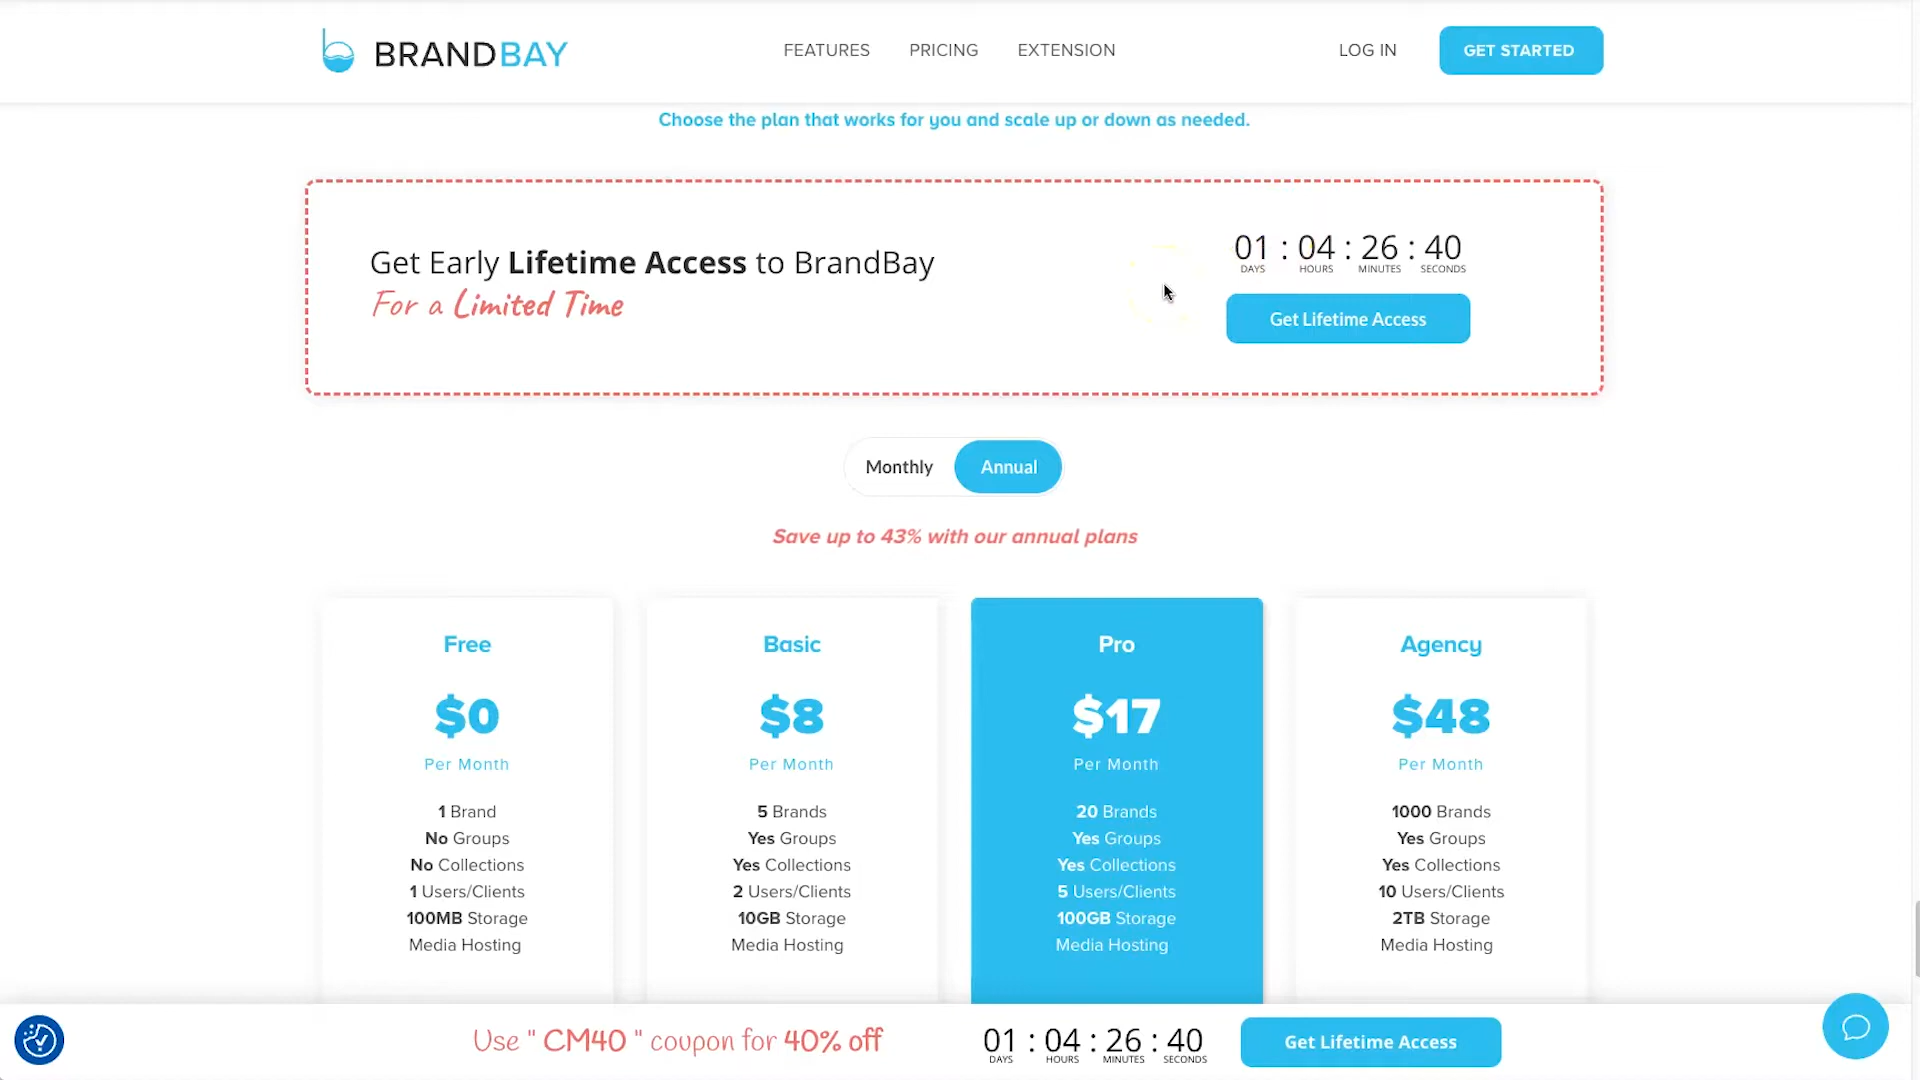 BRANDBAY
FEATURES
PRICING
EXTENSION
LOG IN
GET STARTED
Choose the plan that works for you and scale up or down as needed.
Get Early Lifetime Access to BrandBay
For a Limited Time
01 : 04 : 26 : 40
DAYS HOURS MINUTES SECONDS
Get Lifetime Access
Monthly
Annual
Save up to 43% with our annual plans
Free
$0
Per Month
1 Brand
No Groups
No Collections
1 Users/Clients
100MB Storage
Media Hosting
Basic
$8
Per Month
5 Brands
Yes Groups
Yes Collections
2 Users/Clients
10GB Storage
Media Hosting
Pro
$17
Per Month
20 Brands
Yes Groups
Yes Collections
5 Users/Clients
100GB Storage
Media Hosting
Agency
$48
Per Month
1000 Brands
Yes Groups
Yes Collections
10 Users/Clients
2TB Storage
Media Hosting
Use " CM40 " coupon for 40% off
01 : 04 : 26 : 40
DAYS HOURS MINUTES SECONDS
Get Lifetime Access